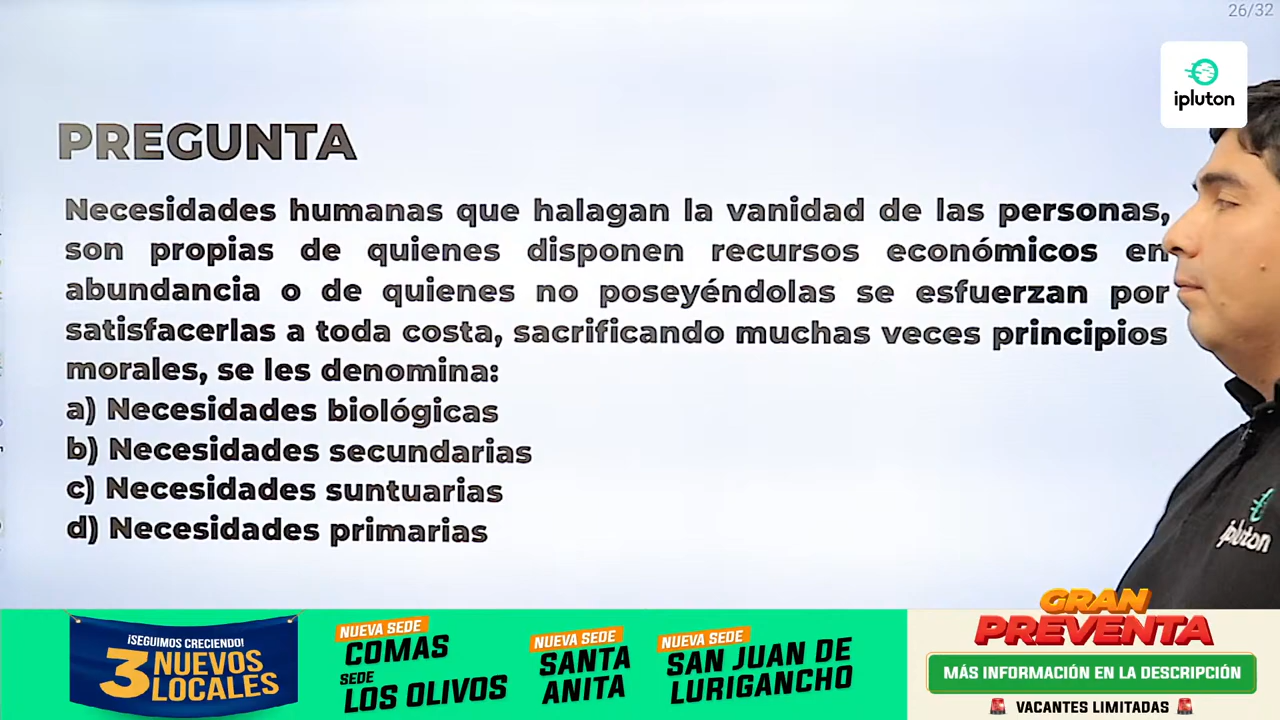 26/32
ipluton
PREGUNTA
Necesidades humanas que halagan la vanidad de las personas,
son propias de quienes disponen recursos económicos en
abundancia o de quienes no poseyéndolas se esfuerzan por
satisfacerlas a toda costa, sacrificando muchas veces principios
morales, se les denomina:
a) Necesidades biológicas
b) Necesidades secundarias
c) Necesidades suntuarias
d) Necesidades primarias
ipluton
¡SEGUIMOS CRECIENDO!
3 NUEVOS
LOCALES
NUEVA SEDE
COMAS
SEDE
LOS OLIVOS
NUEVA SEDE
SANTA
ANITA
NUEVA SEDE
SAN JUAN DE
LURIGANCHO
GRAN
PREVENTA
MÁS INFORMACIÓN EN LA DESCRIPCIÓN
VACANTES LIMITADAS